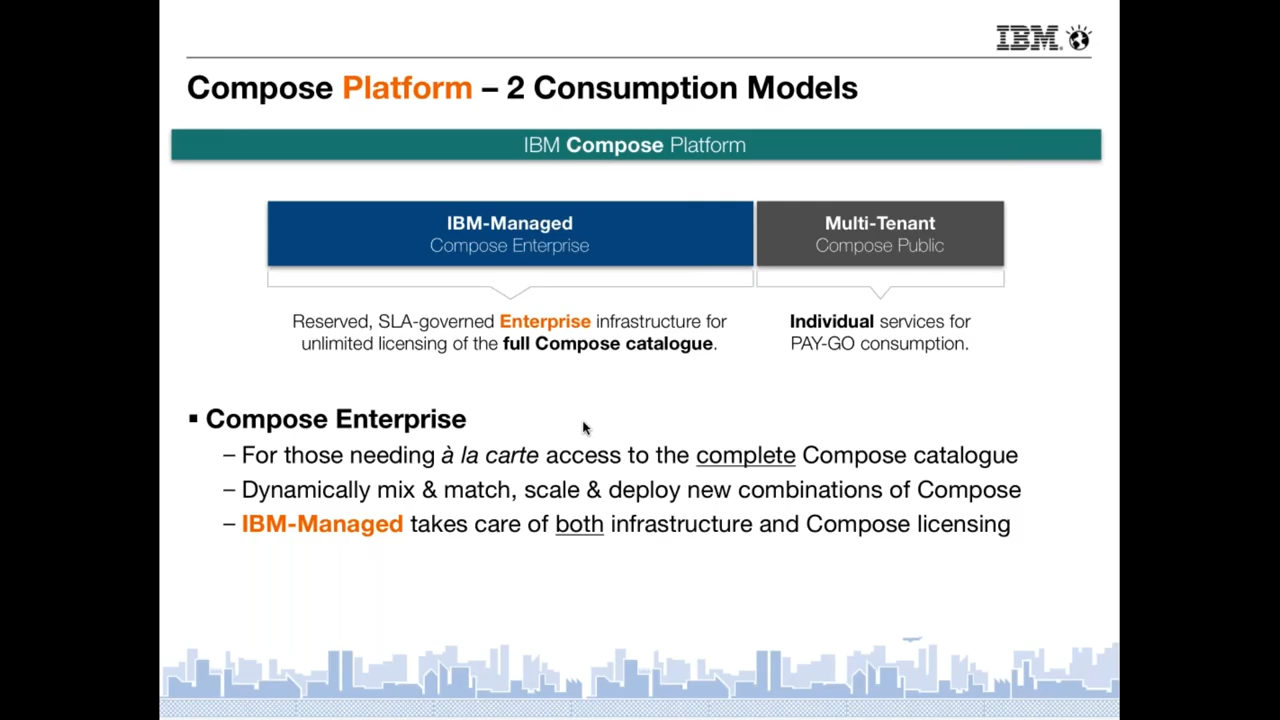 IBM
Compose Platform – 2 Consumption Models
IBM Compose Platform
IBM-Managed
Compose Enterprise
Multi-Tenant
Compose Public
Reserved, SLA-governed Enterprise infrastructure for
unlimited licensing of the full Compose catalogue.
Individual services for
PAY-GO consumption.
▪ Compose Enterprise
– For those needing à la carte access to the complete Compose catalogue
– Dynamically mix & match, scale & deploy new combinations of Compose
– IBM-Managed takes care of both infrastructure and Compose licensing